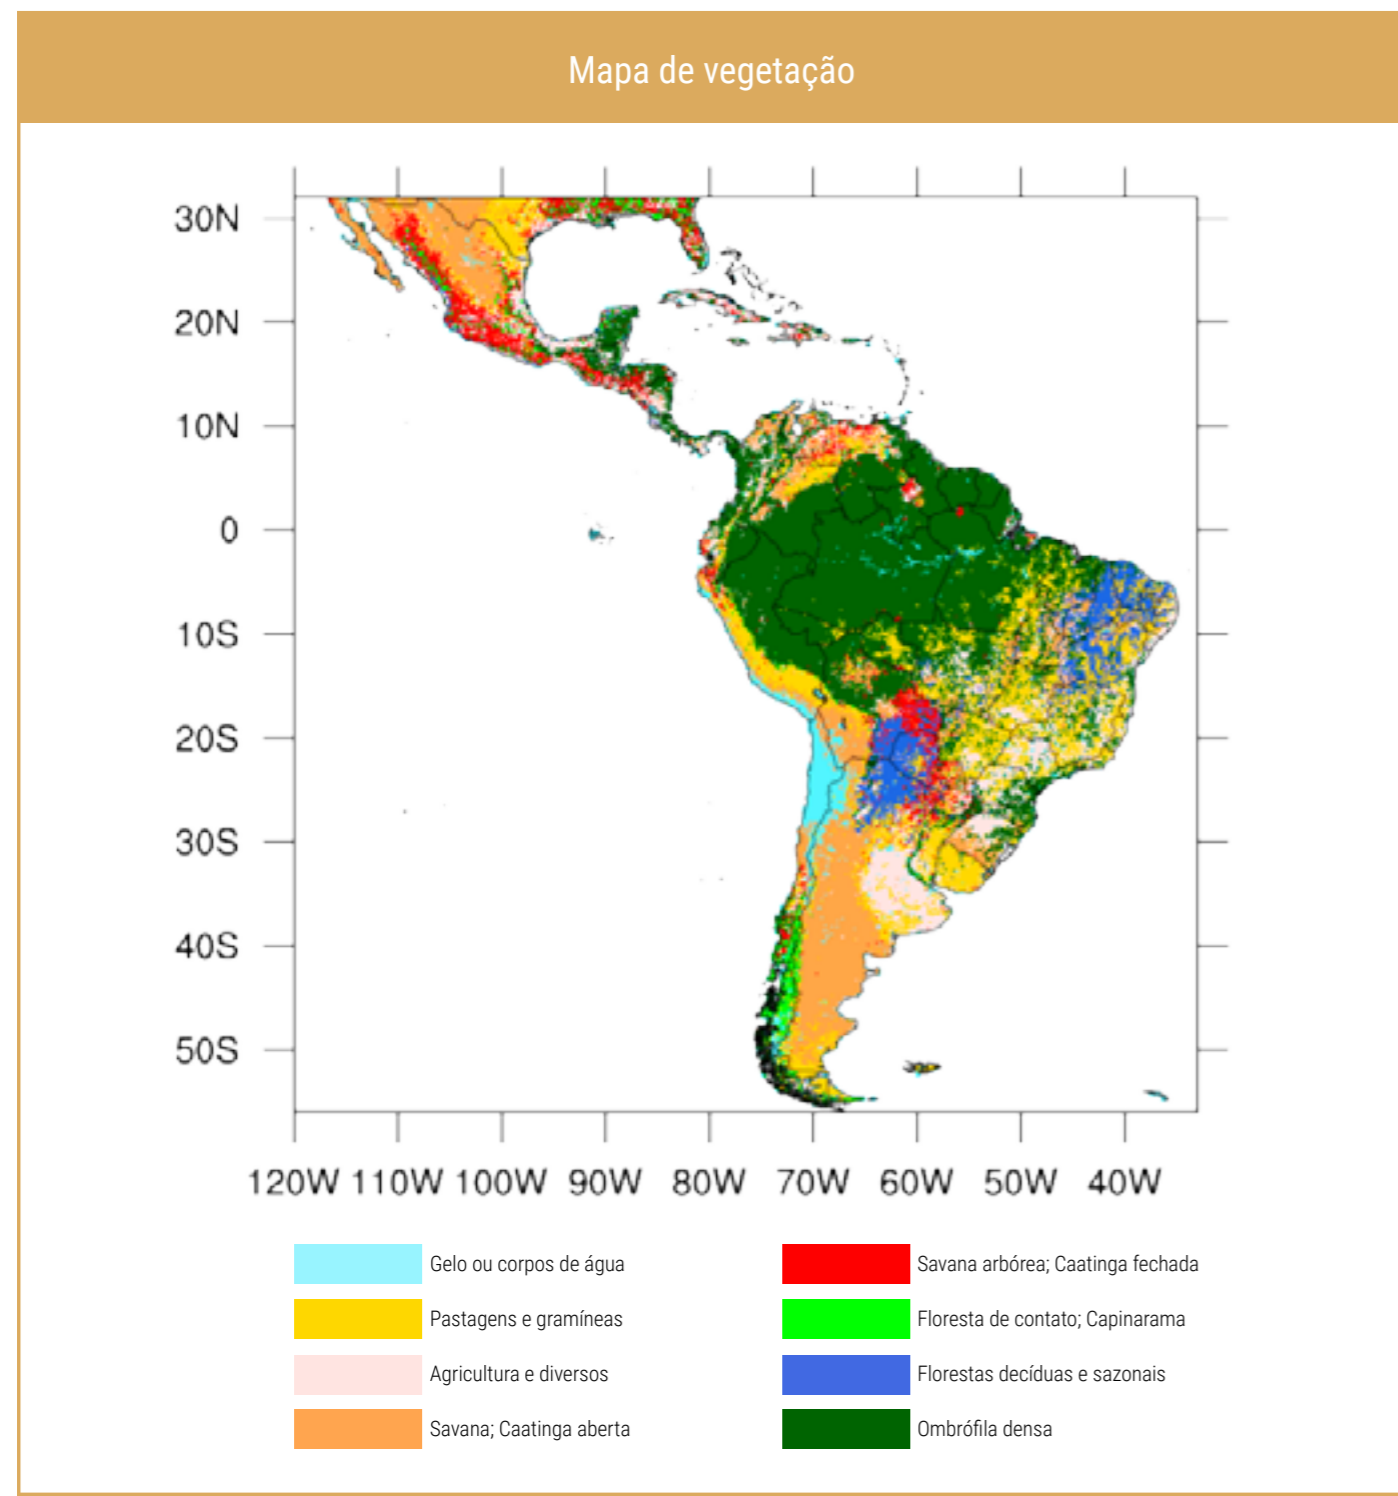 Mapa de vegetação
30N
20N
10N
0
10S
20S
30S
40S
50S
120W 110W 100W 90W 80W 70W 60W 50W 40W
Gelo ou corpos de água
Pastagens e gramíneas
Agricultura e diversos
Savana; Caatinga aberta
Savana arbórea; Caatinga fechada
Floresta de contato; Capinarama
Florestas decíduas e sazonais
Ombrófila densa